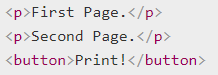 <p>First Page.</p>
<p>Second Page.</p>
<button>Print!</button>